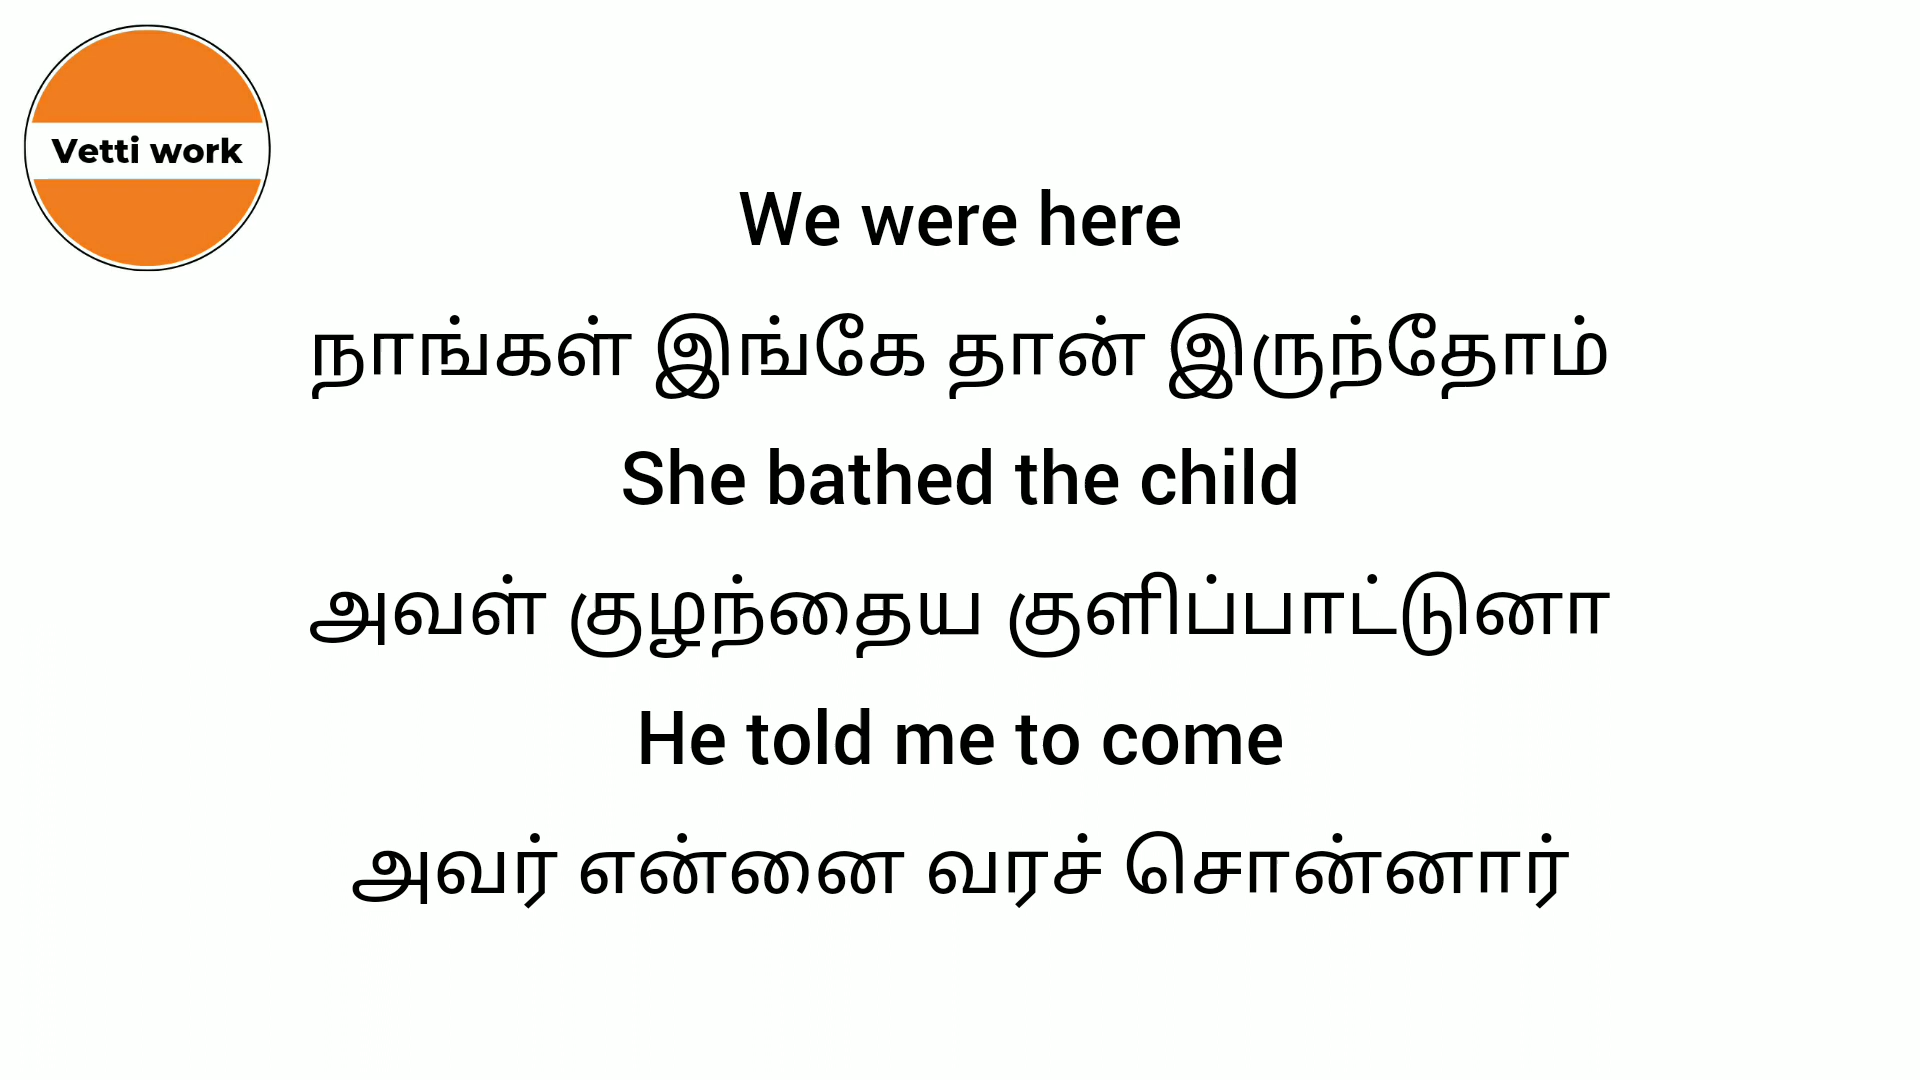 Vetti work
We were here
நாங்கள் இங்கே தான் இருந்தோம்
She bathed the child
அவள் குழந்தைய குளிப்பாட்டுனா
He told me to come
அவர் என்னை வரச் சொன்னார்